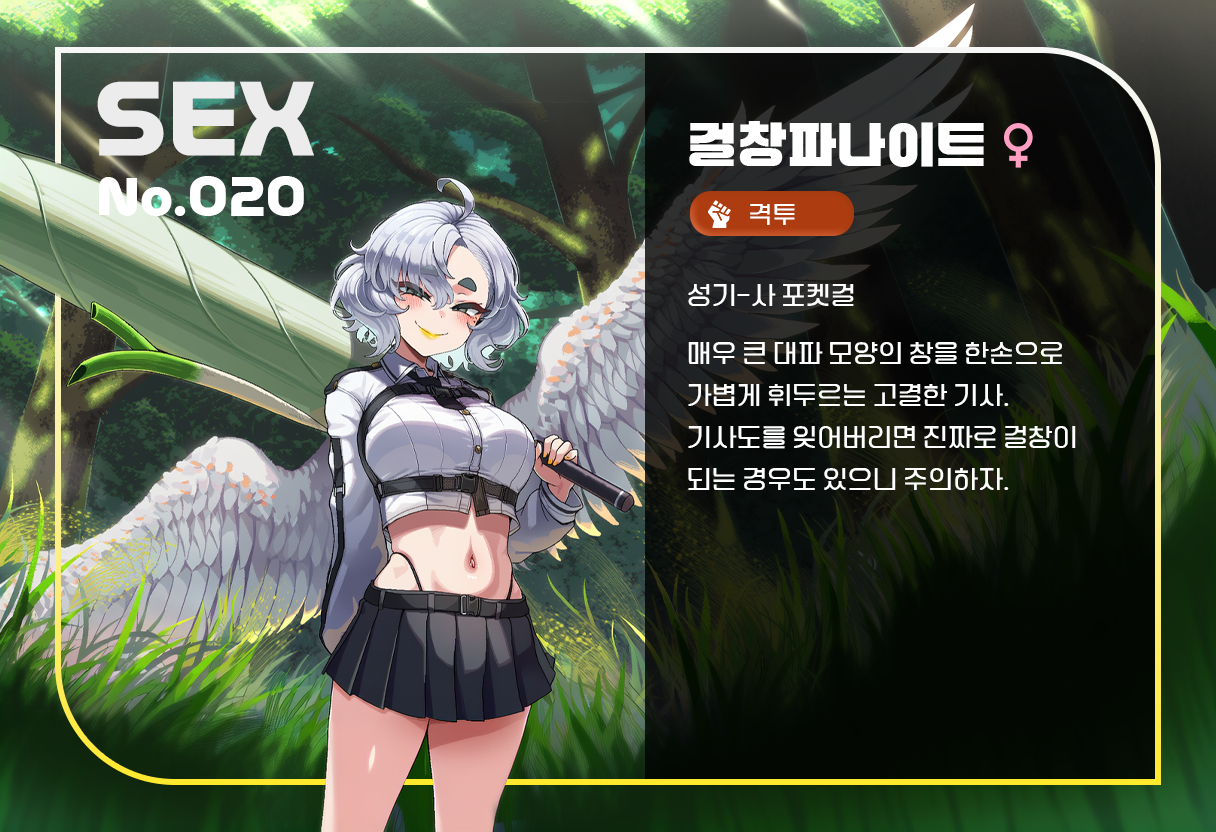 SEX
No.020
걸창파나이트 ♀
격투
성기-사 포켓걸
매우 큰 대파 모양의 창을 한손으로
가볍게 휘두르는 고결한 기사.
기사도를 잊어버리면 진짜로 걸창이
되는 경우도 있으니 주의하자.